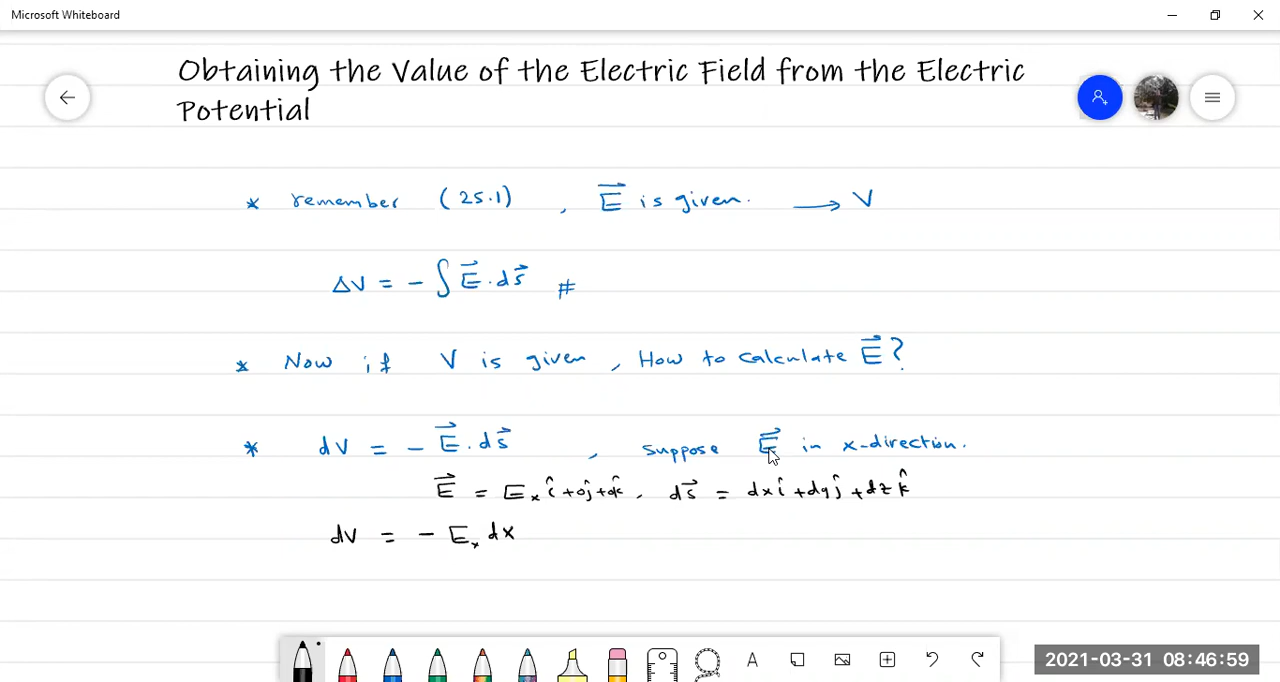 Microsoft Whiteboard
Obtaining the Value of the Electric Field from the Electric
Potential
* remember (25.1) , E⃗ is given. → V
ΔV = - ∫ E⃗ . ds⃗ #
* Now if V is given , How to calculate E⃗ ?
* dV = - E⃗ . ds⃗ , suppose E⃗ in x-direction.
E⃗ = Eₓ î + 0ĵ + 0k̂ , ds⃗ = dx î + dy ĵ + dz k̂
dV = - Eₓ dx
A
2021-03-31 08:46:59